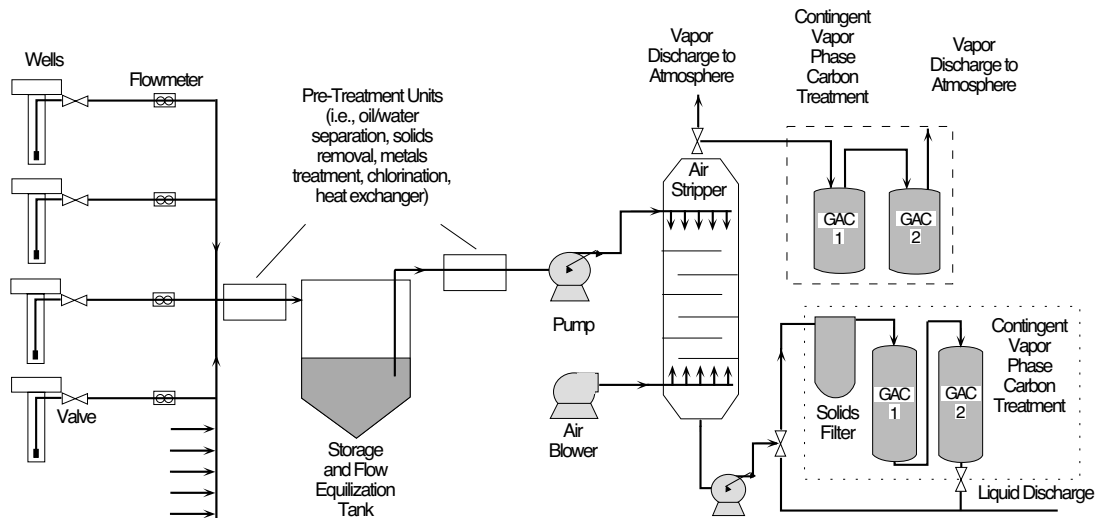 Wells
Flowmeter
Pre-Treatment Units
(i.e., oil/water
separation, solids
removal, metals
treatment, chlorination,
heat exchanger)
Vapor
Discharge to
Atmosphere
Contingent
Vapor
Phase
Carbon
Treatment
Vapor
Discharge to
Atmosphere
Air
Stripper
GAC
1
GAC
2
Pump
Valve
Storage
and Flow
Equilization
Tank
Air
Blower
Solids
Filter
GAC
1
GAC
2
Contingent
Vapor
Phase
Carbon
Treatment
Liquid Discharge